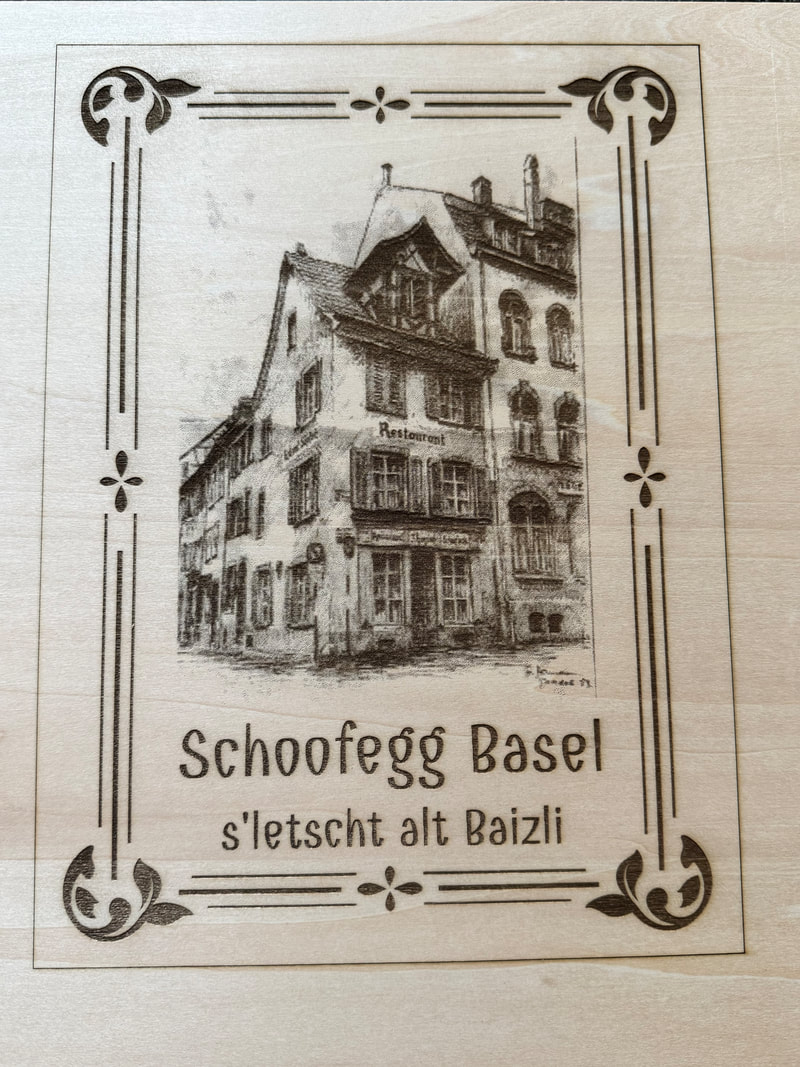 Restaurant
Schoofegg Basel
s'letscht alt Baizli